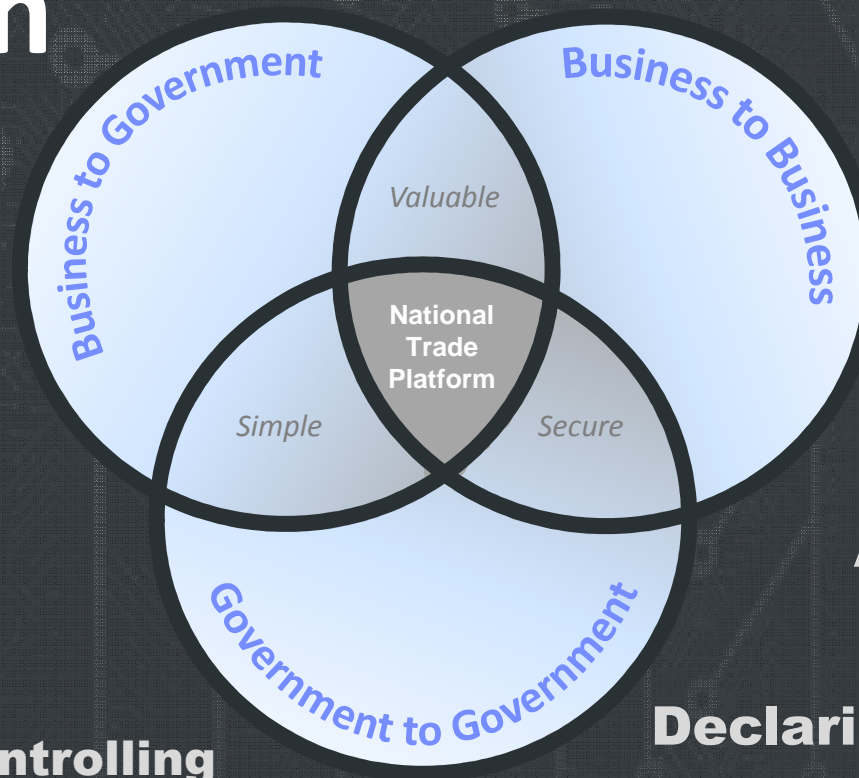 n
Business to Government
Business to Business
Valuable
National
Trade
Platform
Simple
Secure
Government to Government
Declari
ntrolling